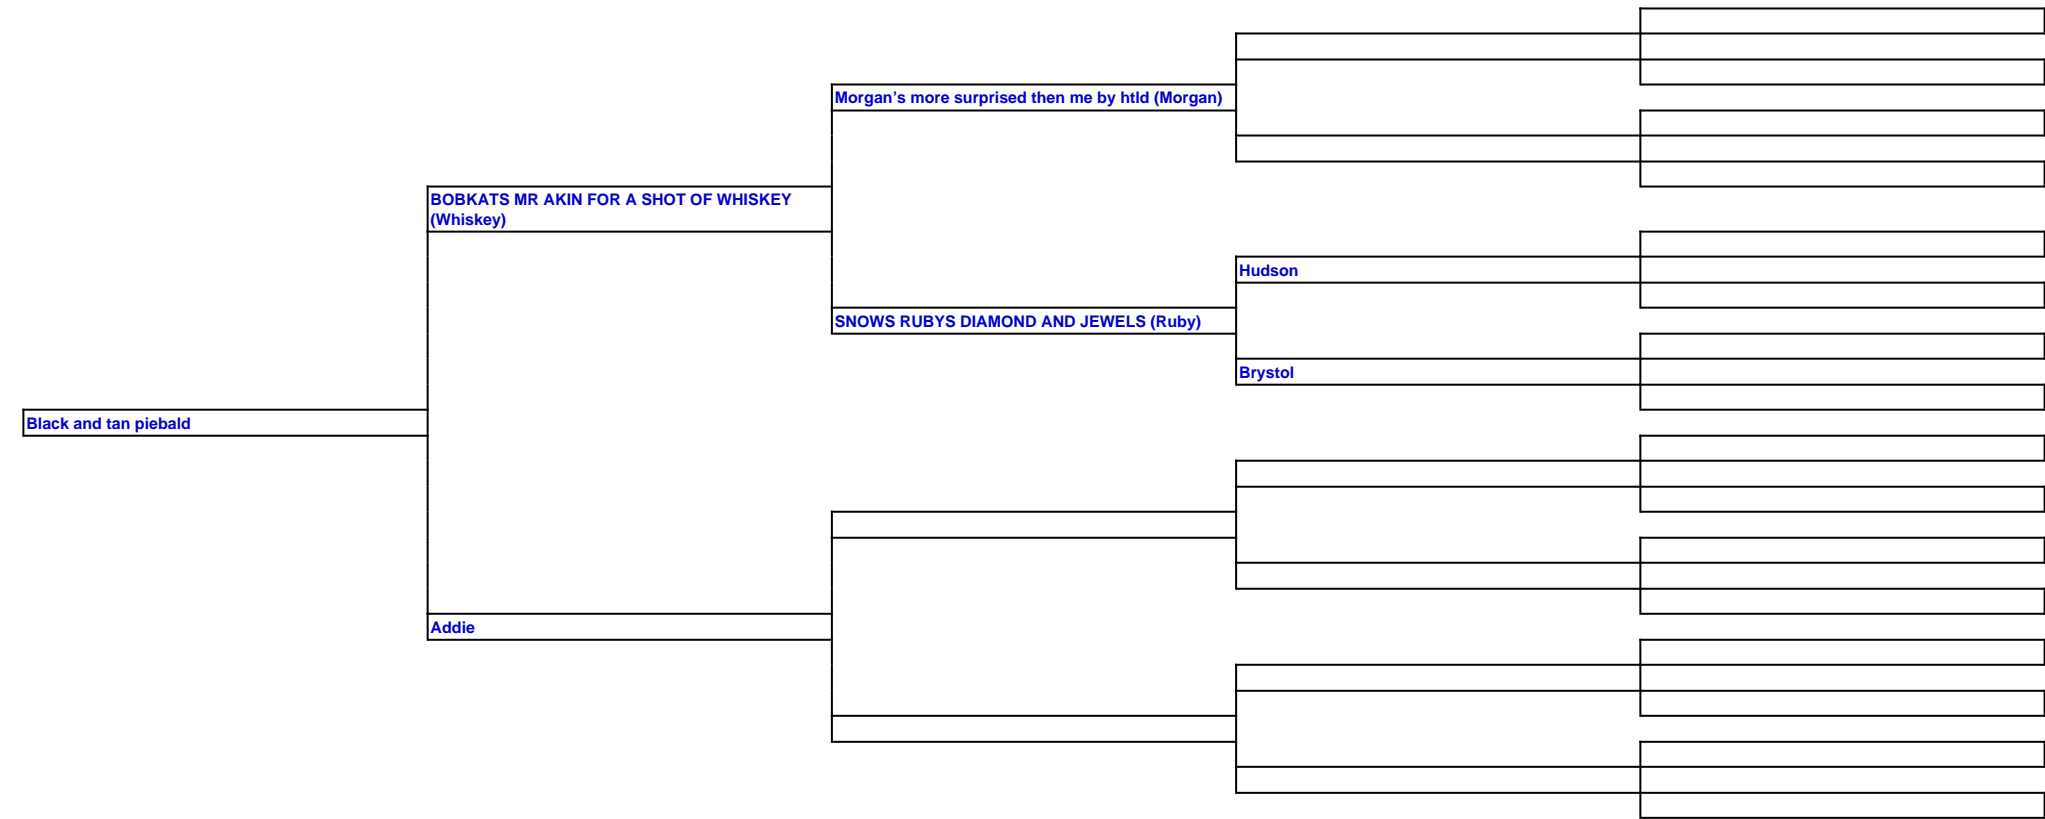 Morgan’s more surprised then me by htld (Morgan)
BOBKATS MR AKIN FOR A SHOT OF WHISKEY
(Whiskey)
Hudson
SNOWS RUBYS DIAMOND AND JEWELS (Ruby)
Brystol
Black and tan piebald
Addie